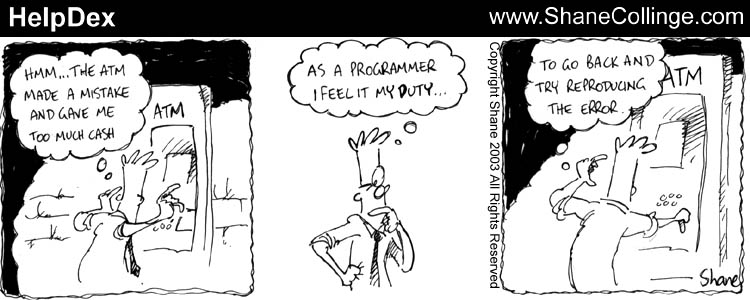 HelpDex
www.ShaneCollinge.com
HMM...THE ATM
MADE A MISTAKE
AND GAVE ME
TOO MUCH CASH
ATM
AS A PROGRAMMER
I FEEL IT MY DUTY...
Copyright Shane 2003 All Rights Reserved
TO GO BACK AND
TRY REPRODUCING
THE ERROR.
ATM
Shane